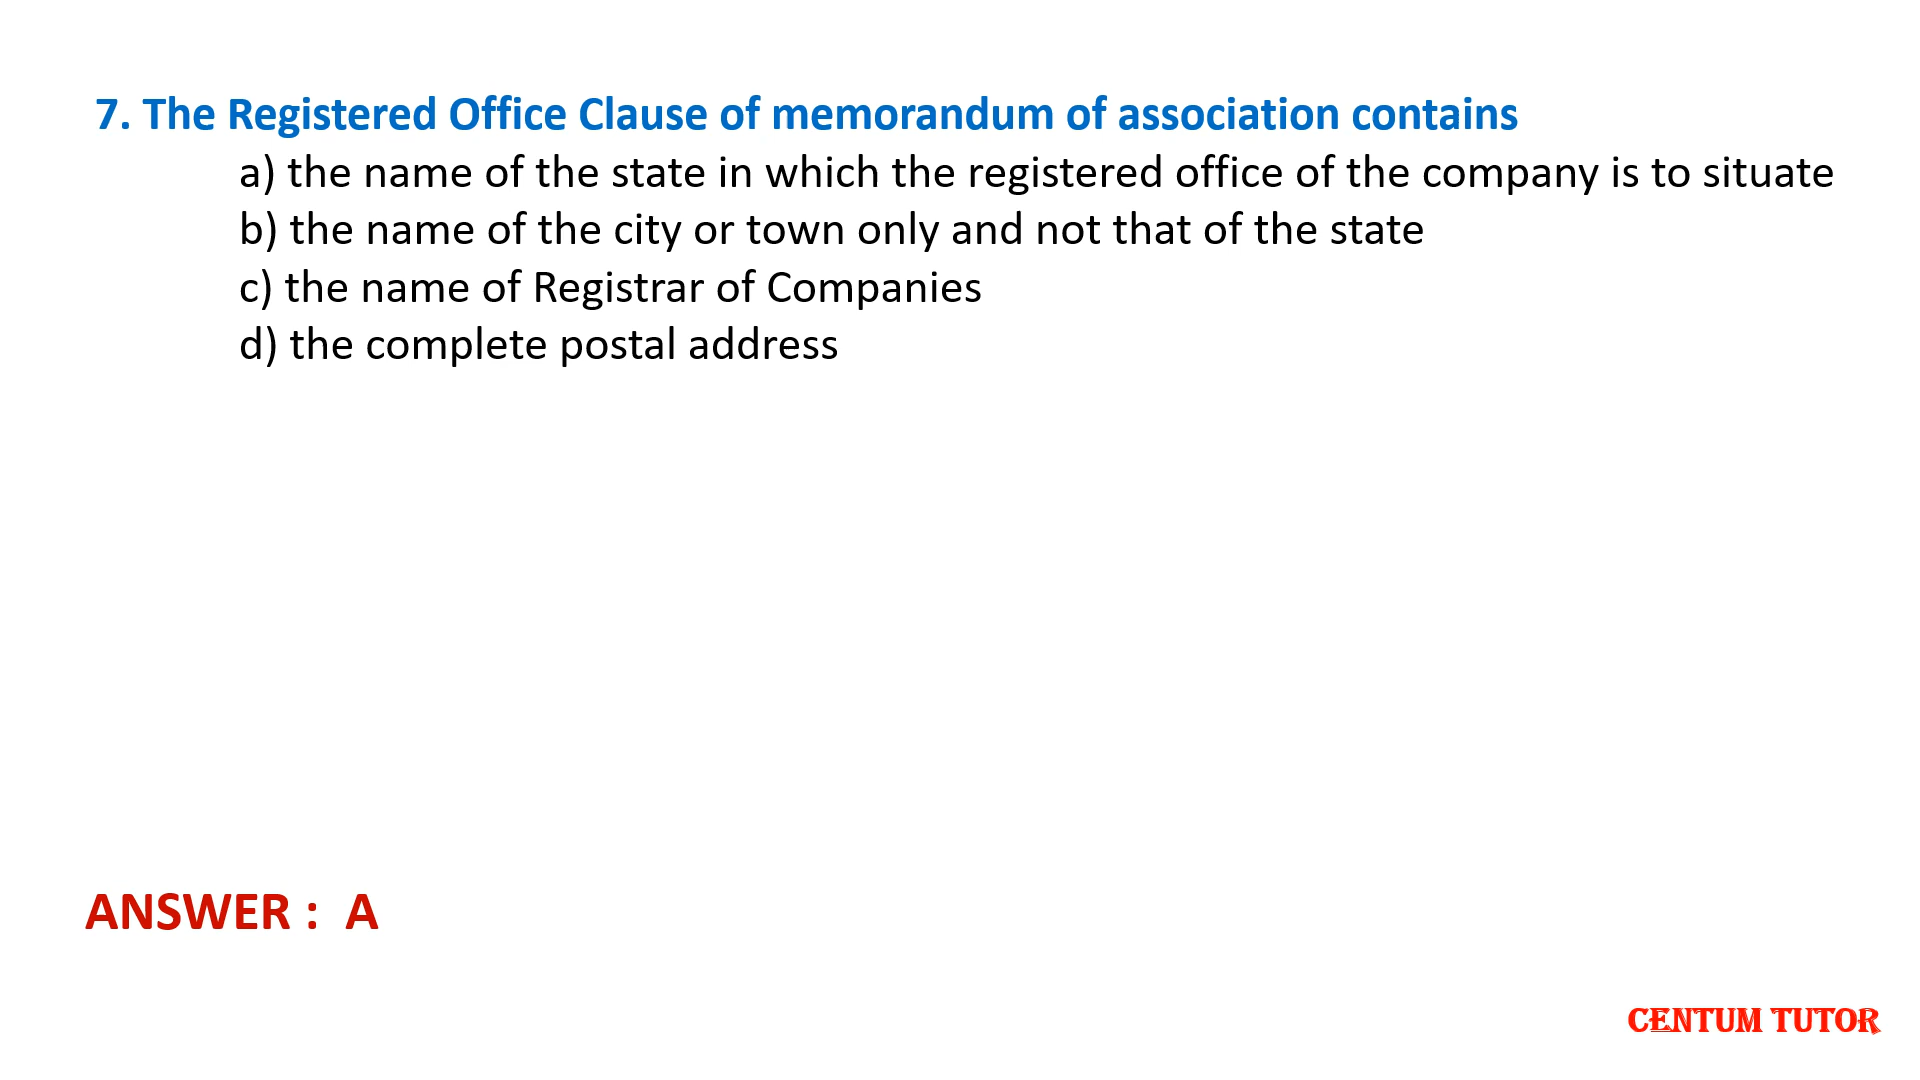 7. The Registered Office Clause of memorandum of association contains
a) the name of the state in which the registered office of the company is to situate
b) the name of the city or town only and not that of the state
c) the name of Registrar of Companies
d) the complete postal address
ANSWER : A
CENTUM TUTOR